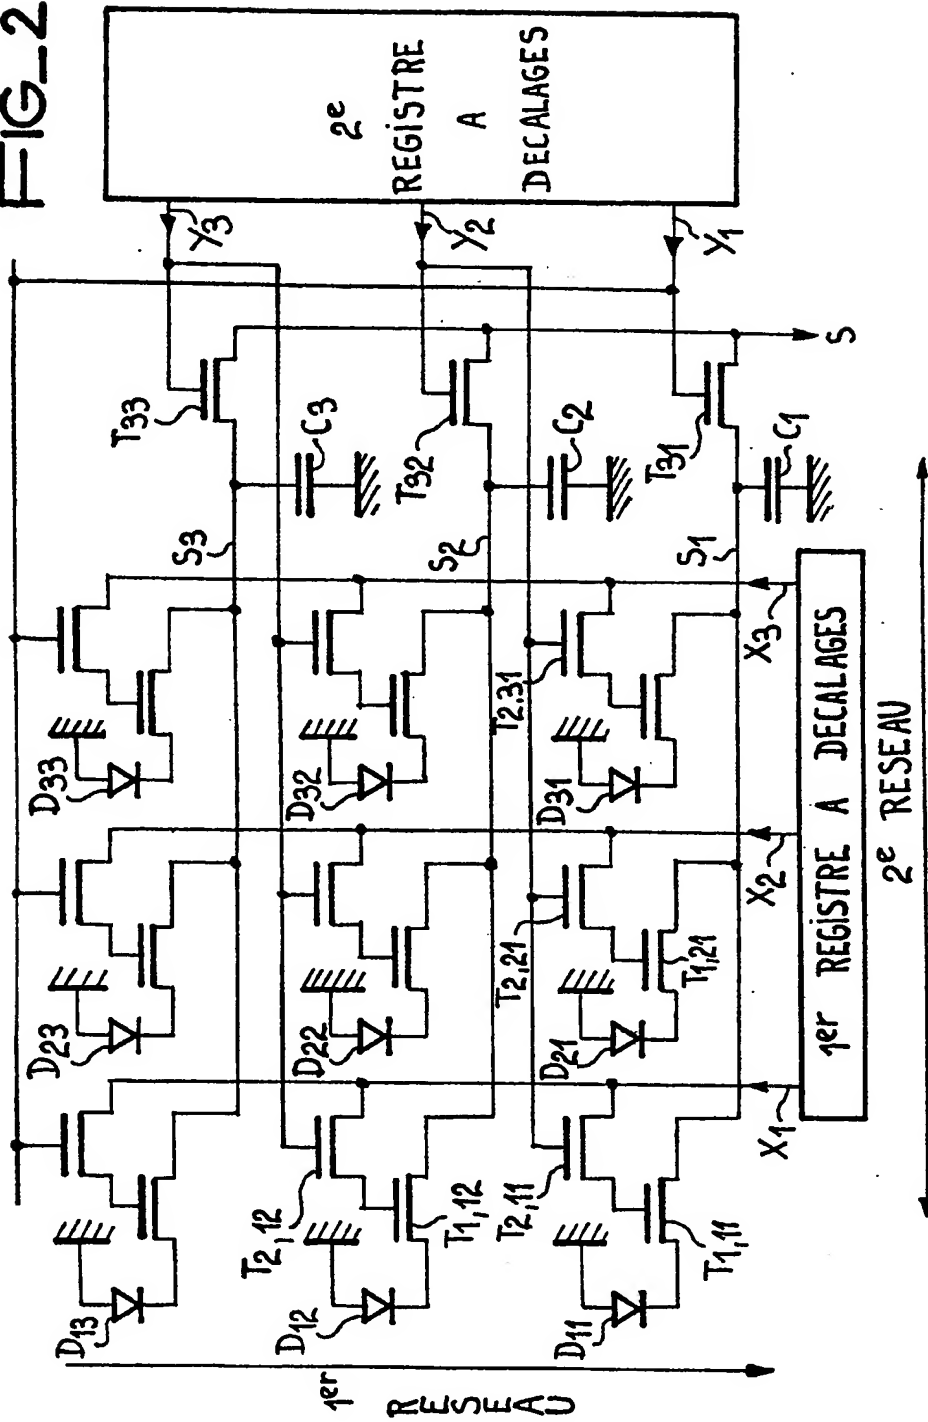 FIG_2
2e
REGISTRE
A
DECALAGES
Y3
Y2
Y1
S
T33
T32
T31
C3
C2
C1
S3
S2
S1
D33
D32
T2,31
D31
X3
D23
D22
T2,21
D21
T1,21
X2
D13
T2,12
D12
T1,12
T2,11
D11
T1,11
X1
1er REGISTRE A DECALAGES
2e RESEAU
1er
RESEAU